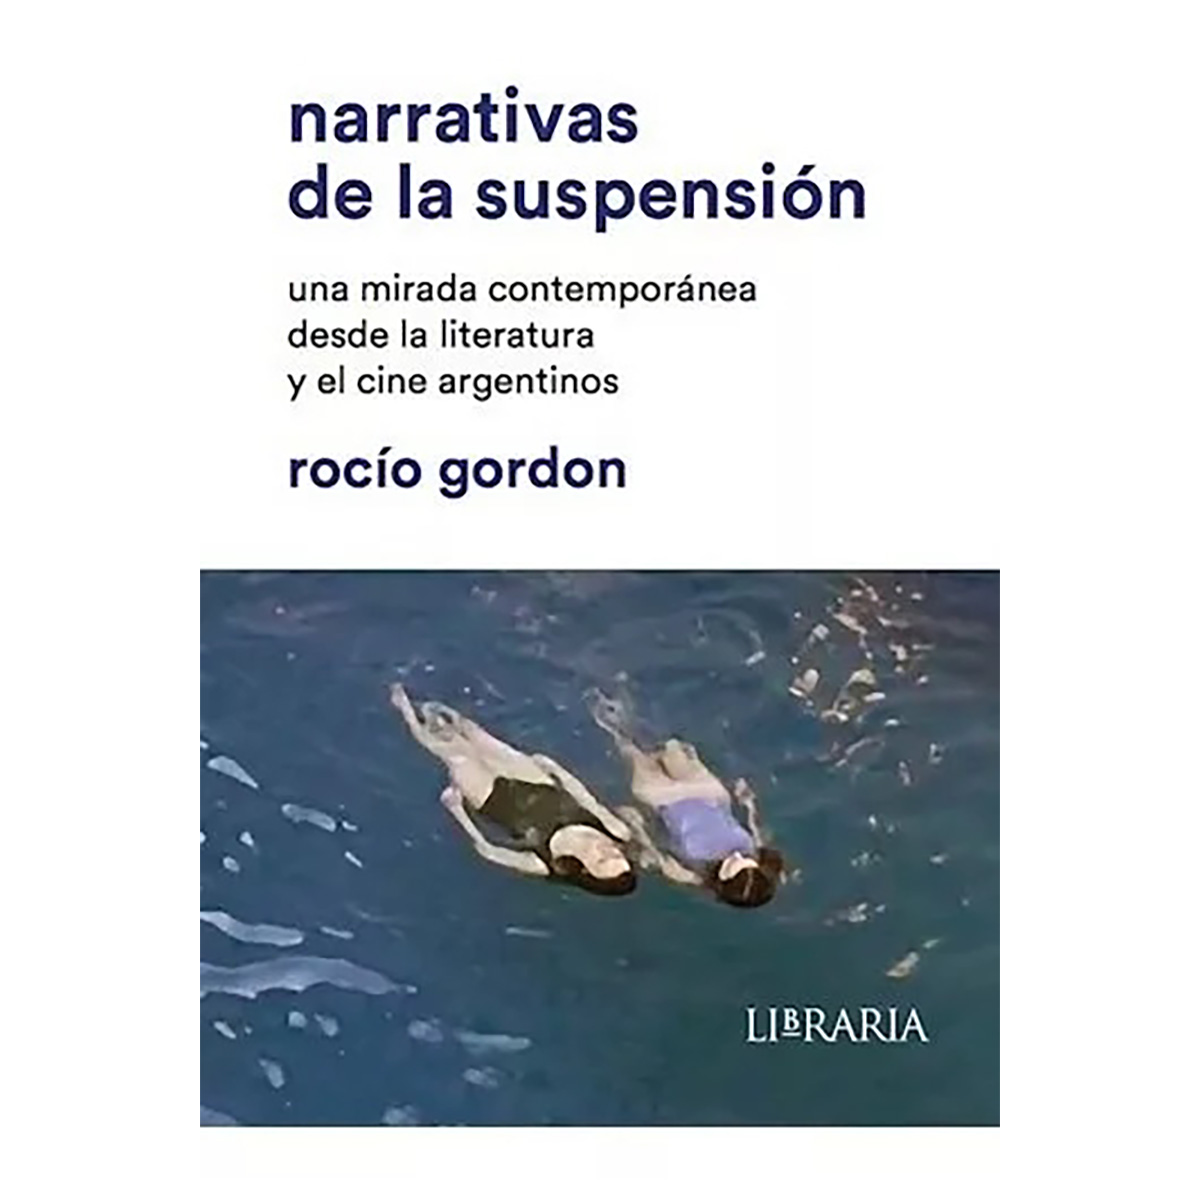 narrativas
de la suspensión
una mirada contemporánea
desde la literatura
y el cine argentinos
rocío gordon
LIBRARIA